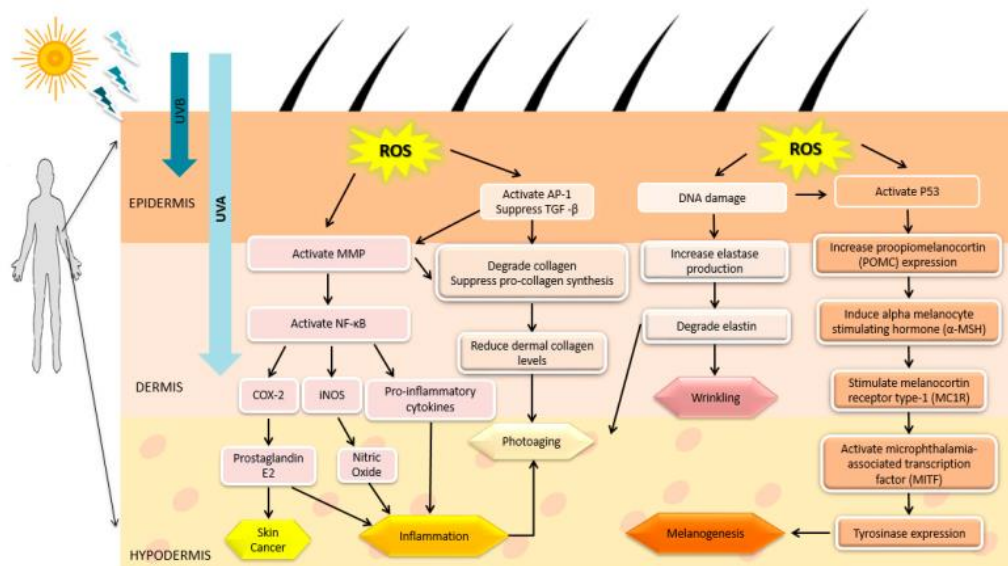 UVB
UVA
EPIDERMIS
DERMIS
HYPODERMIS
ROS
Activate AP-1
Suppress TGF -β
Activate MMP
Degrade collagen
Suppress pro-collagen synthesis
Activate NF-κB
Reduce dermal collagen
levels
COX-2
iNOS
Pro-inflammatory
cytokines
Prostaglandin
E2
Nitric
Oxide
Photoaging
Skin
Cancer
Inflammation
ROS
DNA damage
Activate P53
Increase elastase
production
Degrade elastin
Wrinkling
Increase proopiomelanocortin
(POMC) expression
Induce alpha melanocyte
stimulating hormone (α-MSH)
Stimulate melanocortin
receptor type-1 (MC1R)
Activate microphthalamia-
associated transcription
factor (MITF)
Tyrosinase expression
Melanogenesis